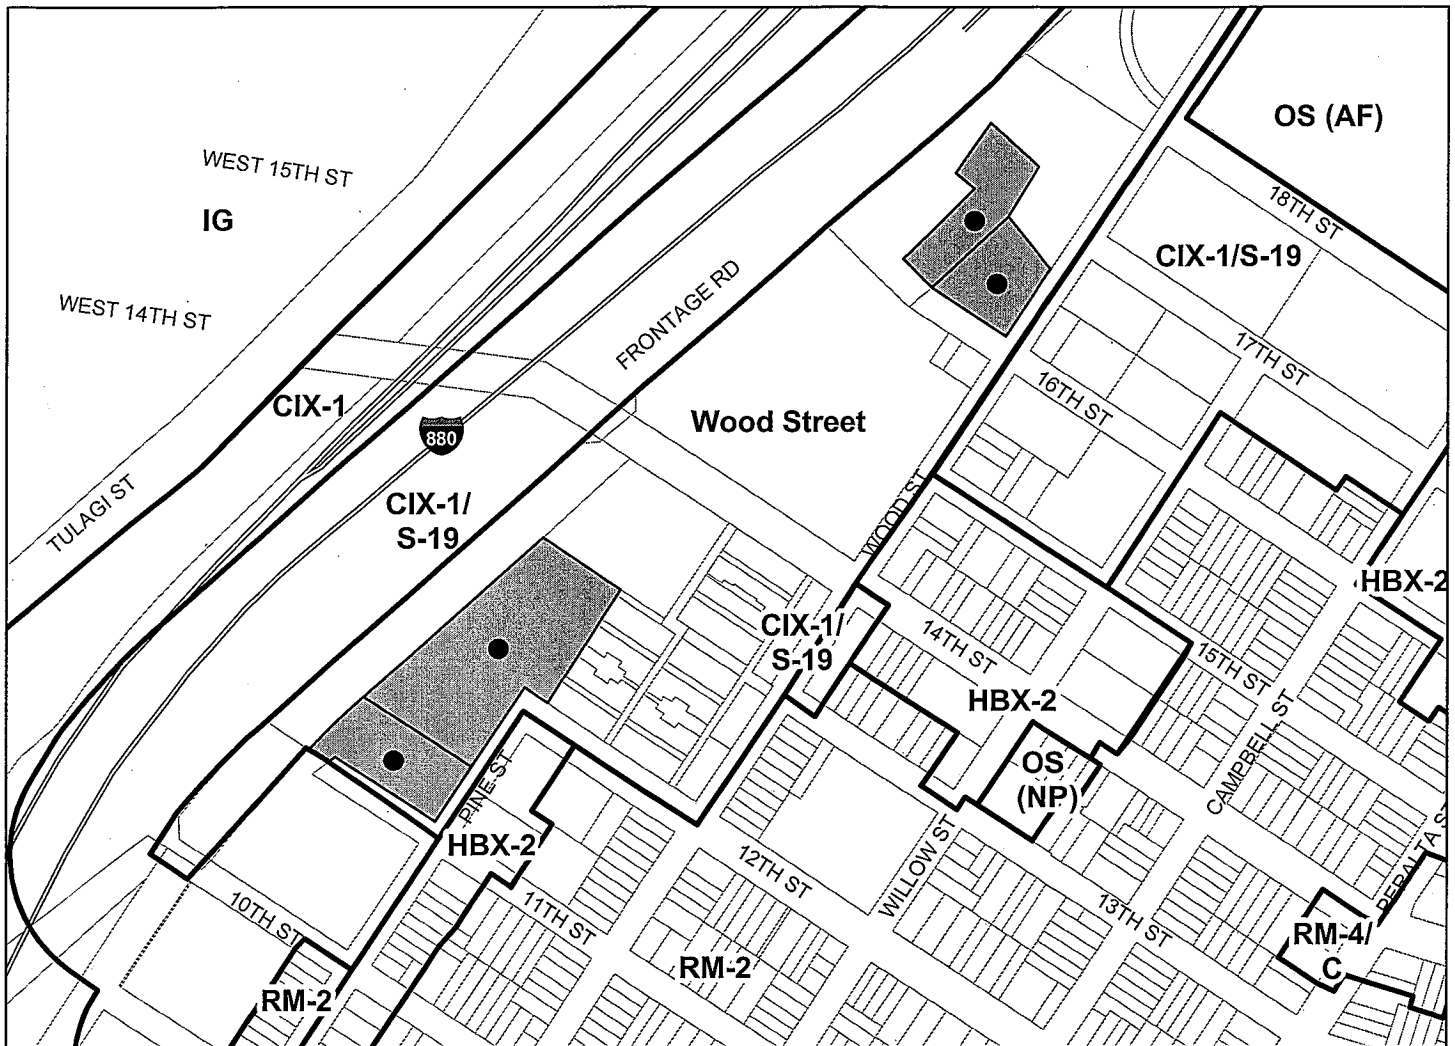 OS (AF)
WEST 15TH ST
18TH ST
IG
CIX-1/S-19
WEST 14TH ST
FRONTAGE RD
17TH ST
16TH ST
CIX-1
Wood Street
880
TULAGI ST
CIX-1/
S-19
WOOD ST
HBX-2
CIX-1/
S-19
14TH ST
15TH ST
HBX-2
CAMPBELL ST
OS
(NP)
PINE ST
HBX-2
12TH ST
WILLOW ST
PERALTA ST
10TH ST
11TH ST
13TH ST
RM-4/
C
RM-2
RM-2